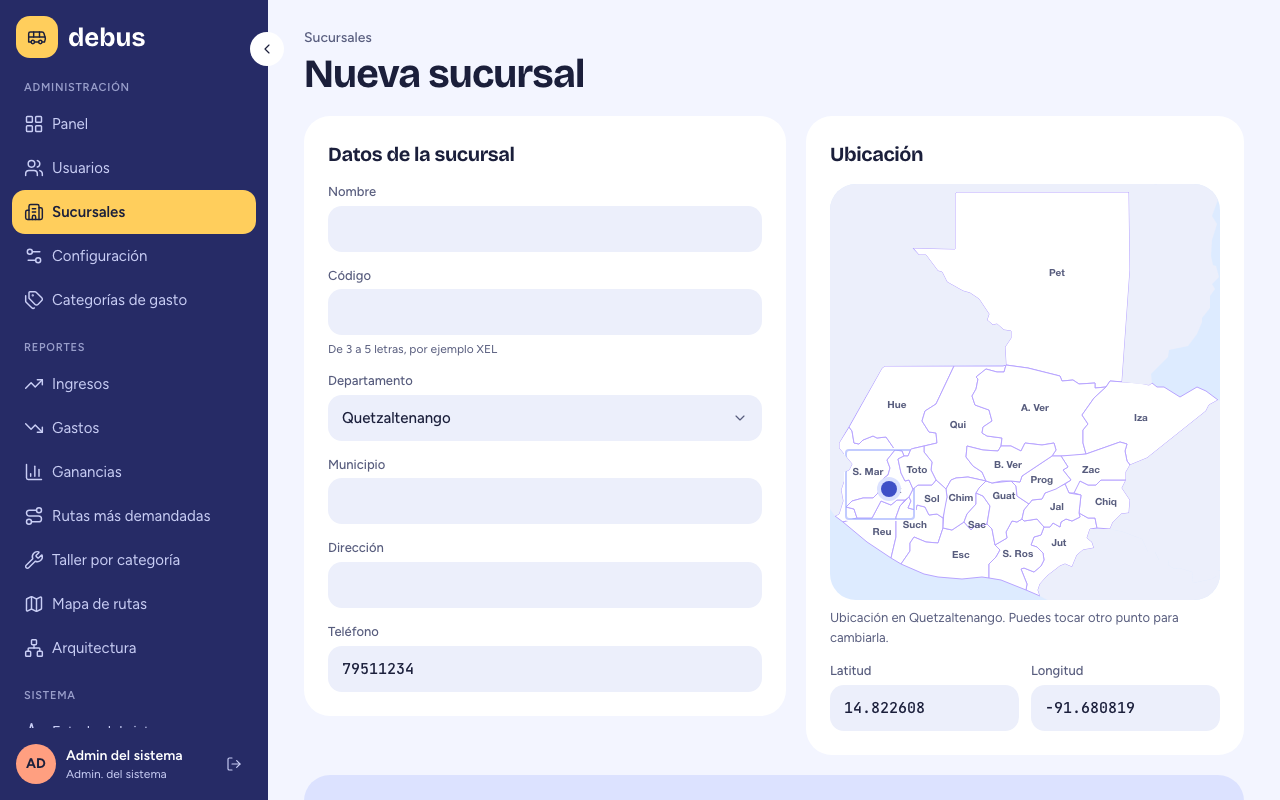 debus
ADMINISTRACIÓN
Panel
Usuarios
Sucursales
Configuración
Categorías de gasto
REPORTES
Ingresos
Gastos
Ganancias
Rutas más demandadas
Taller por categoría
Mapa de rutas
Arquitectura
SISTEMA
AD
Admin del sistema
Admin. del sistema
Sucursales
Nueva sucursal
Datos de la sucursal
Nombre
Código
De 3 a 5 letras, por ejemplo XEL
Departamento
Quetzaltenango
Municipio
Dirección
Teléfono
79511234
Ubicación
Pet
Hue
Qui
A. Ver
Iza
S. Mar
Toto
B. Ver
Prog
Zac
Sol
Chim
Guat
Jal
Chiq
Reu
Such
Sac
Esc
S. Ros
Jut
Ubicación en Quetzaltenango. Puedes tocar otro punto para
cambiarla.
Latitud
Longitud
14.822608
-91.680819